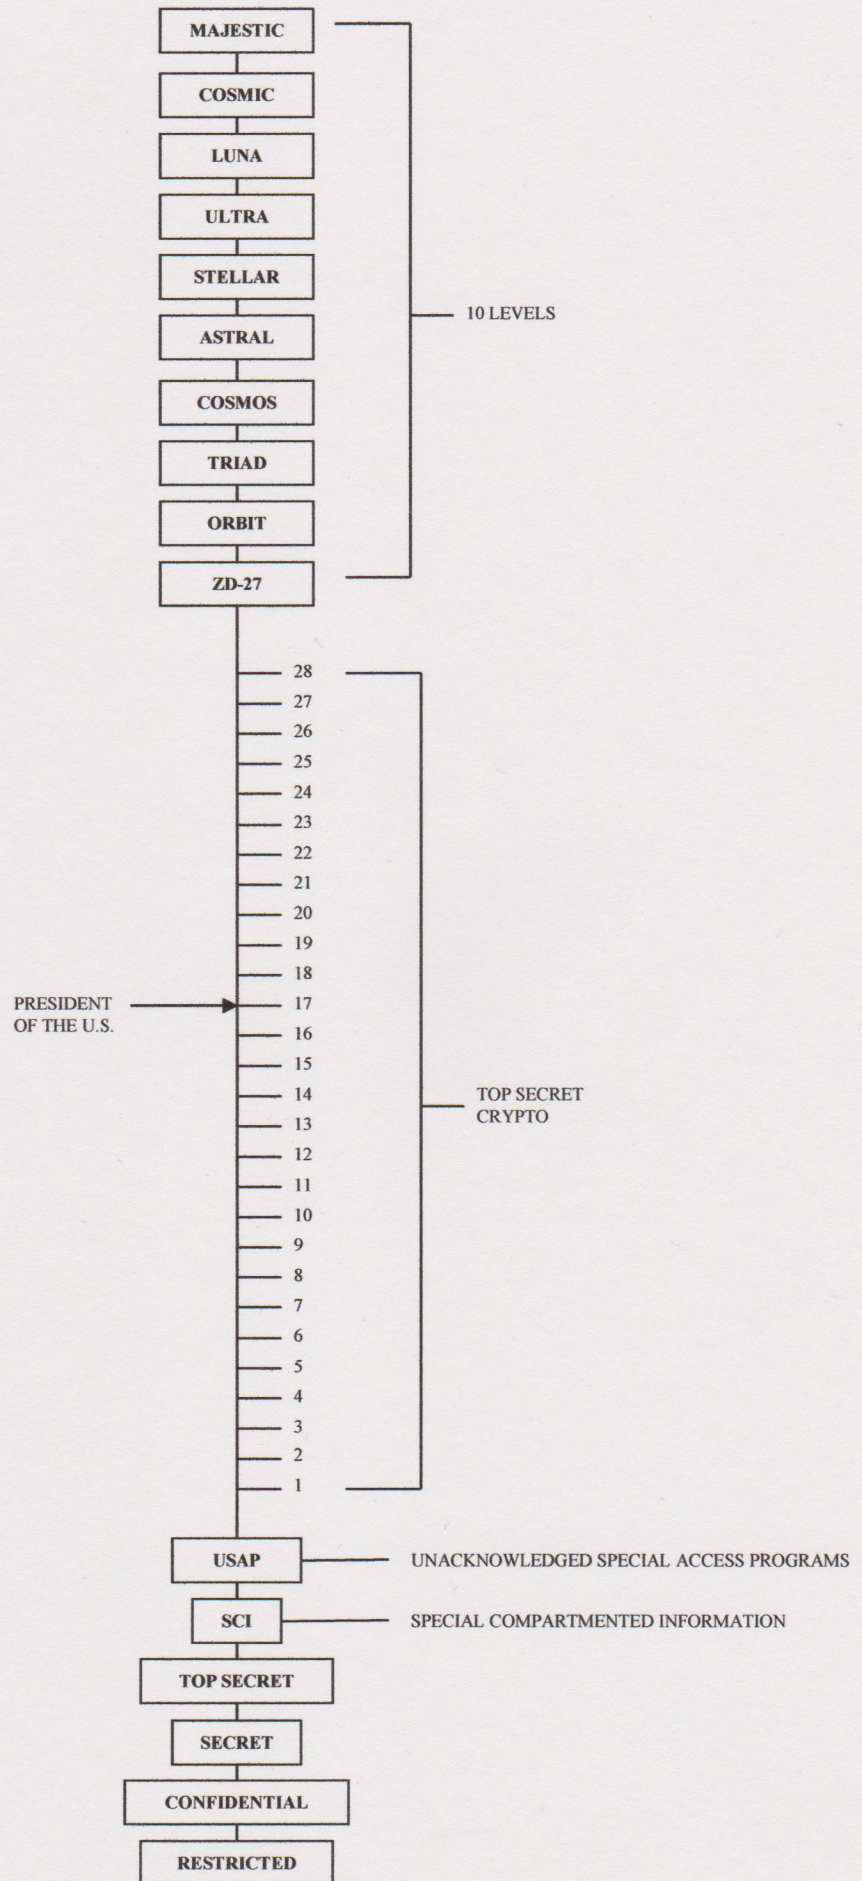 MAJESTIC
COSMIC
LUNA
ULTRA
STELLAR
10 LEVELS
ASTRAL
COSMOS
TRIAD
ORBIT
ZD-27
28
27
26
25
24
23
22
21
20
19
18
PRESIDENT
OF THE U.S.
17
16
15
14
TOP SECRET
CRYPTO
13
12
11
10
9
8
7
6
5
4
3
2
1
USAP UNACKNOWLEDGED SPECIAL ACCESS PROGRAMS
SCI SPECIAL COMPARTMENTED INFORMATION
TOP SECRET
SECRET
CONFIDENTIAL
RESTRICTED